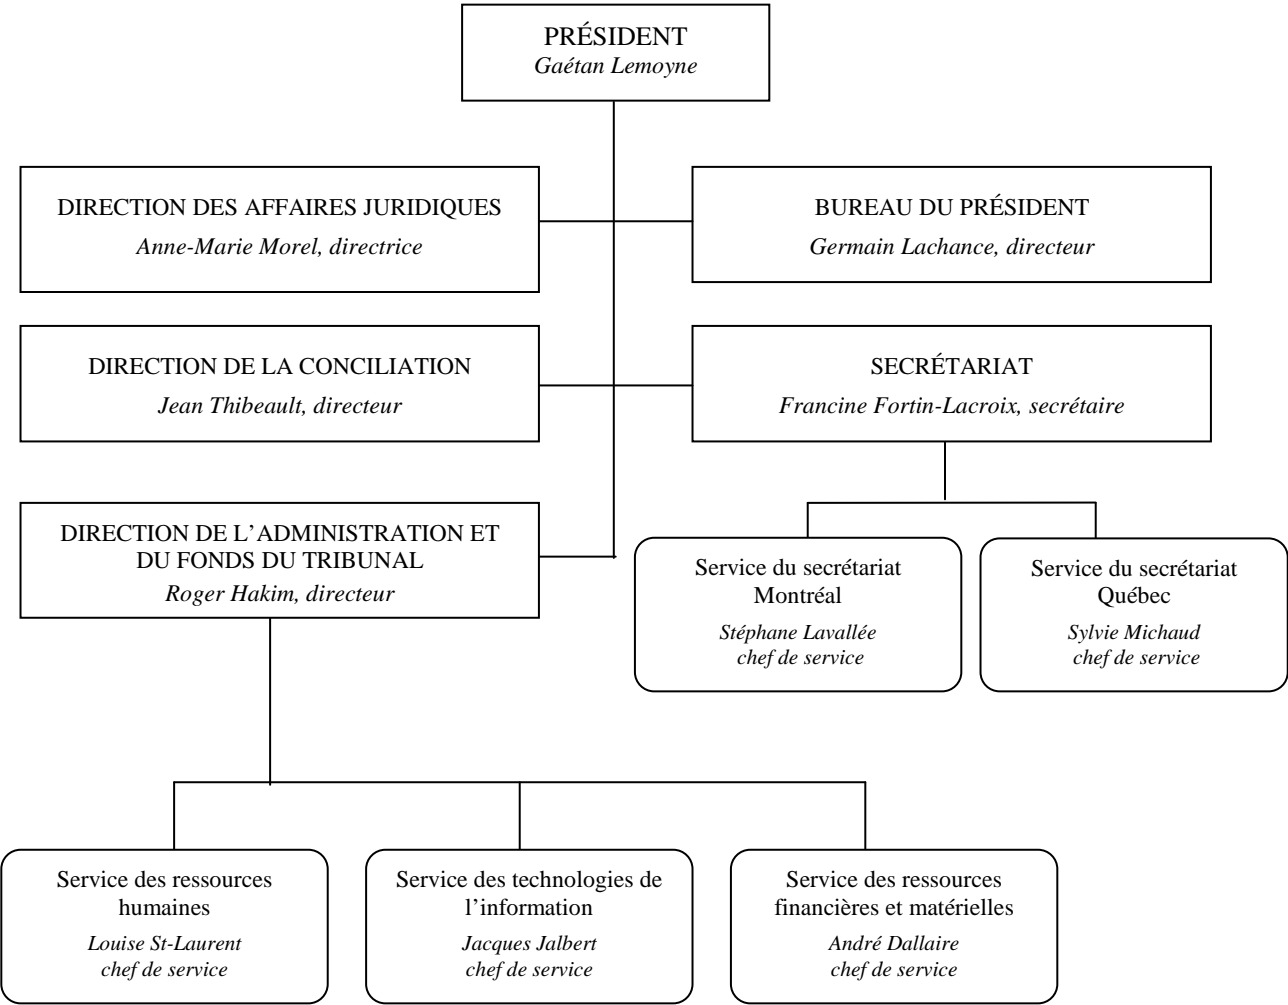 PRÉSIDENT
Gaétan Lemoyne
DIRECTION DES AFFAIRES JURIDIQUES
Anne-Marie Morel, directrice
BUREAU DU PRÉSIDENT
Germain Lachance, directeur
DIRECTION DE LA CONCILIATION
Jean Thibeault, directeur
SECRÉTARIAT
Francine Fortin-Lacroix, secrétaire
DIRECTION DE L’ADMINISTRATION ET
DU FONDS DU TRIBUNAL
Roger Hakim, directeur
Service du secrétariat
Montréal
Stéphane Lavallée
chef de service
Service du secrétariat
Québec
Sylvie Michaud
chef de service
Service des ressources
humaines
Louise St-Laurent
chef de service
Service des technologies de
l’information
Jacques Jalbert
chef de service
Service des ressources
financières et matérielles
André Dallaire
chef de service